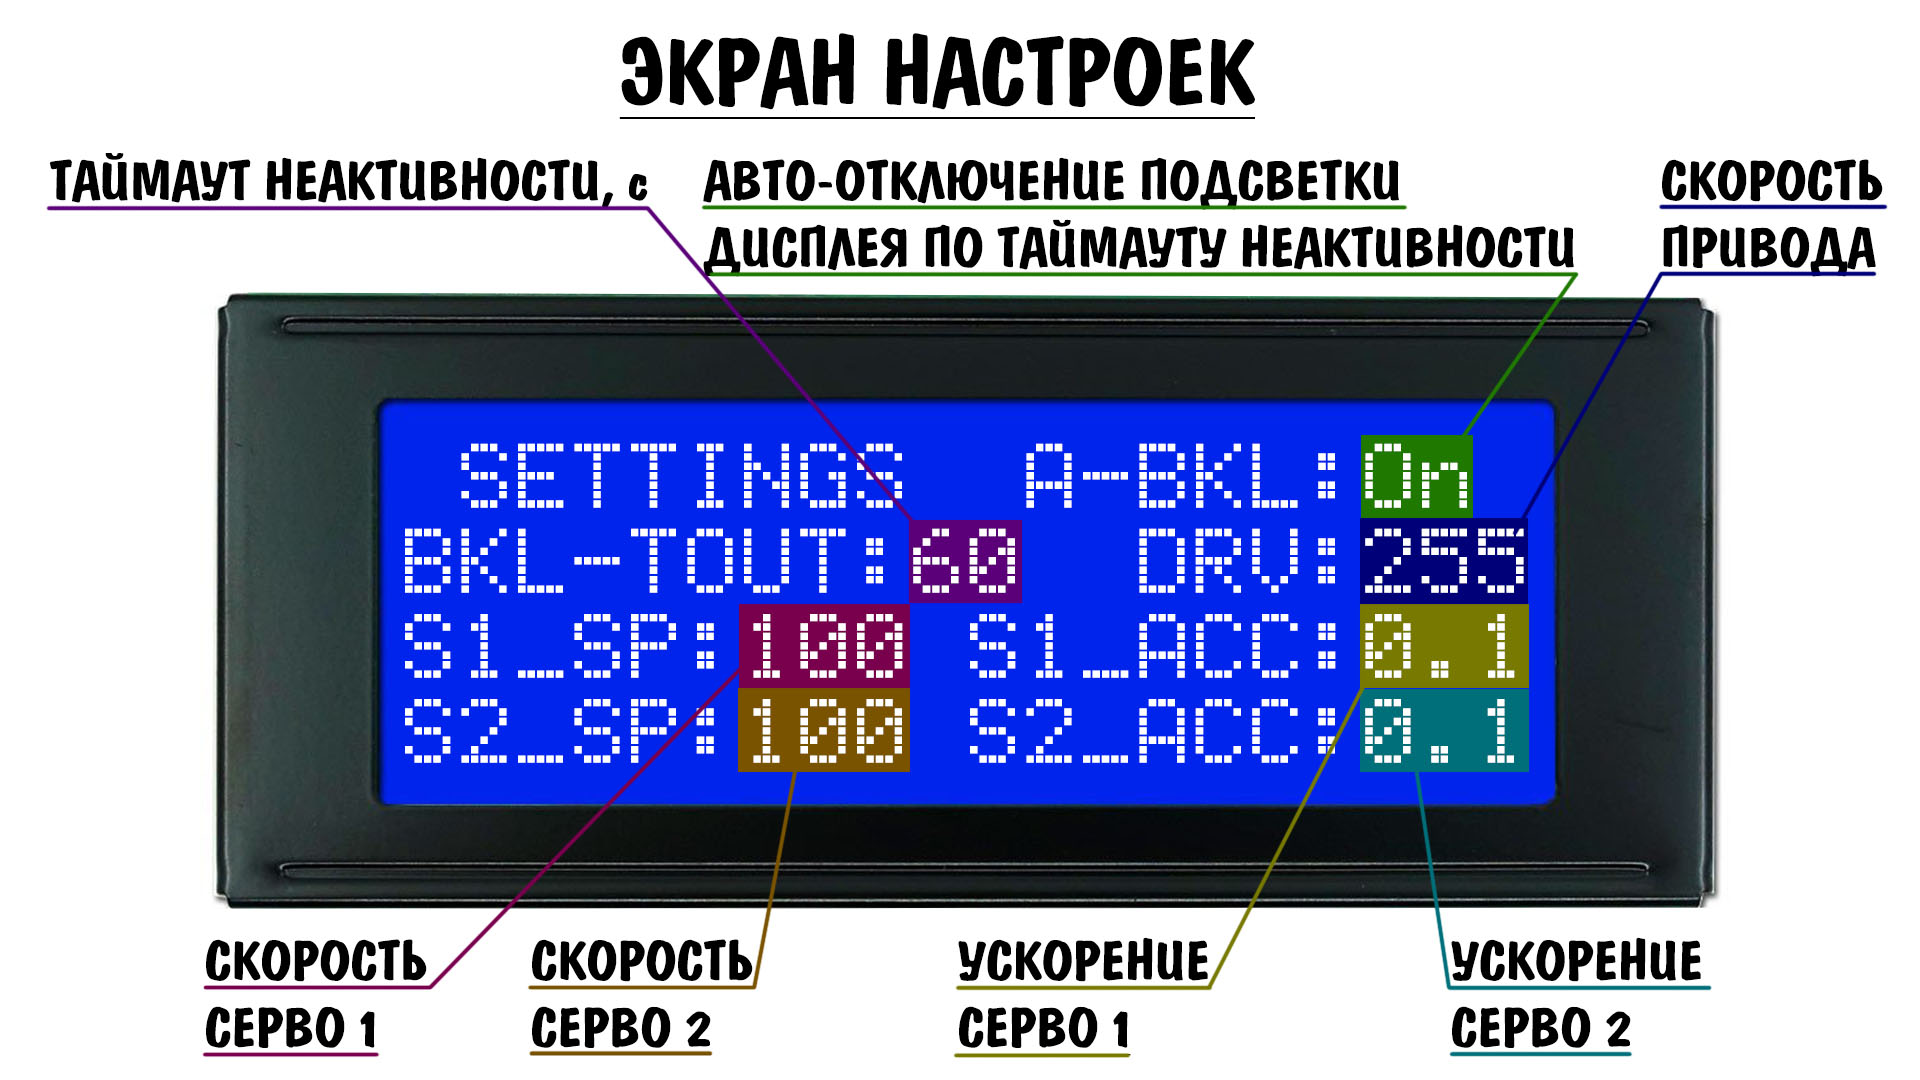 ЭКРАН НАСТРОЕК
ТАЙМАУТ НЕАКТИВНОСТИ, с
АВТО-ОТКЛЮЧЕНИЕ ПОДСВЕТКИ
ДИСПЛЕЯ ПО ТАЙМАУТУ НЕАКТИВНОСТИ
СКОРОСТЬ
ПРИВОДА
SETTINGS A-BKL:On
BKL-TOUT:60 DRV:255
S1_SP:100 S1_ACC:0.1
S2_SP:100 S2_ACC:0.1
СКОРОСТЬ
СЕРВО 1
СКОРОСТЬ
СЕРВО 2
УСКОРЕНИЕ
СЕРВО 1
УСКОРЕНИЕ
СЕРВО 2